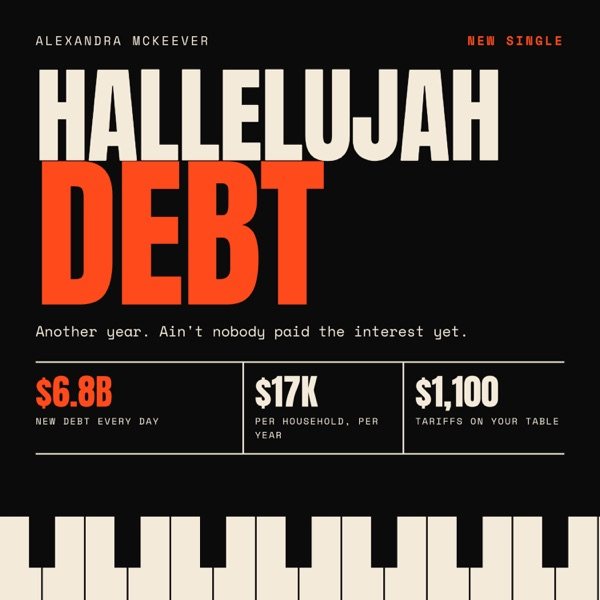 ALEXANDRA MCKEEVER
NEW SINGLE
HALLELUJAH
DEBT
Another year. Ain't nobody paid the interest yet.
$6.8B
NEW DEBT EVERY DAY
$17K
PER HOUSEHOLD, PER
YEAR
$1,100
TARIFFS ON YOUR TABLE